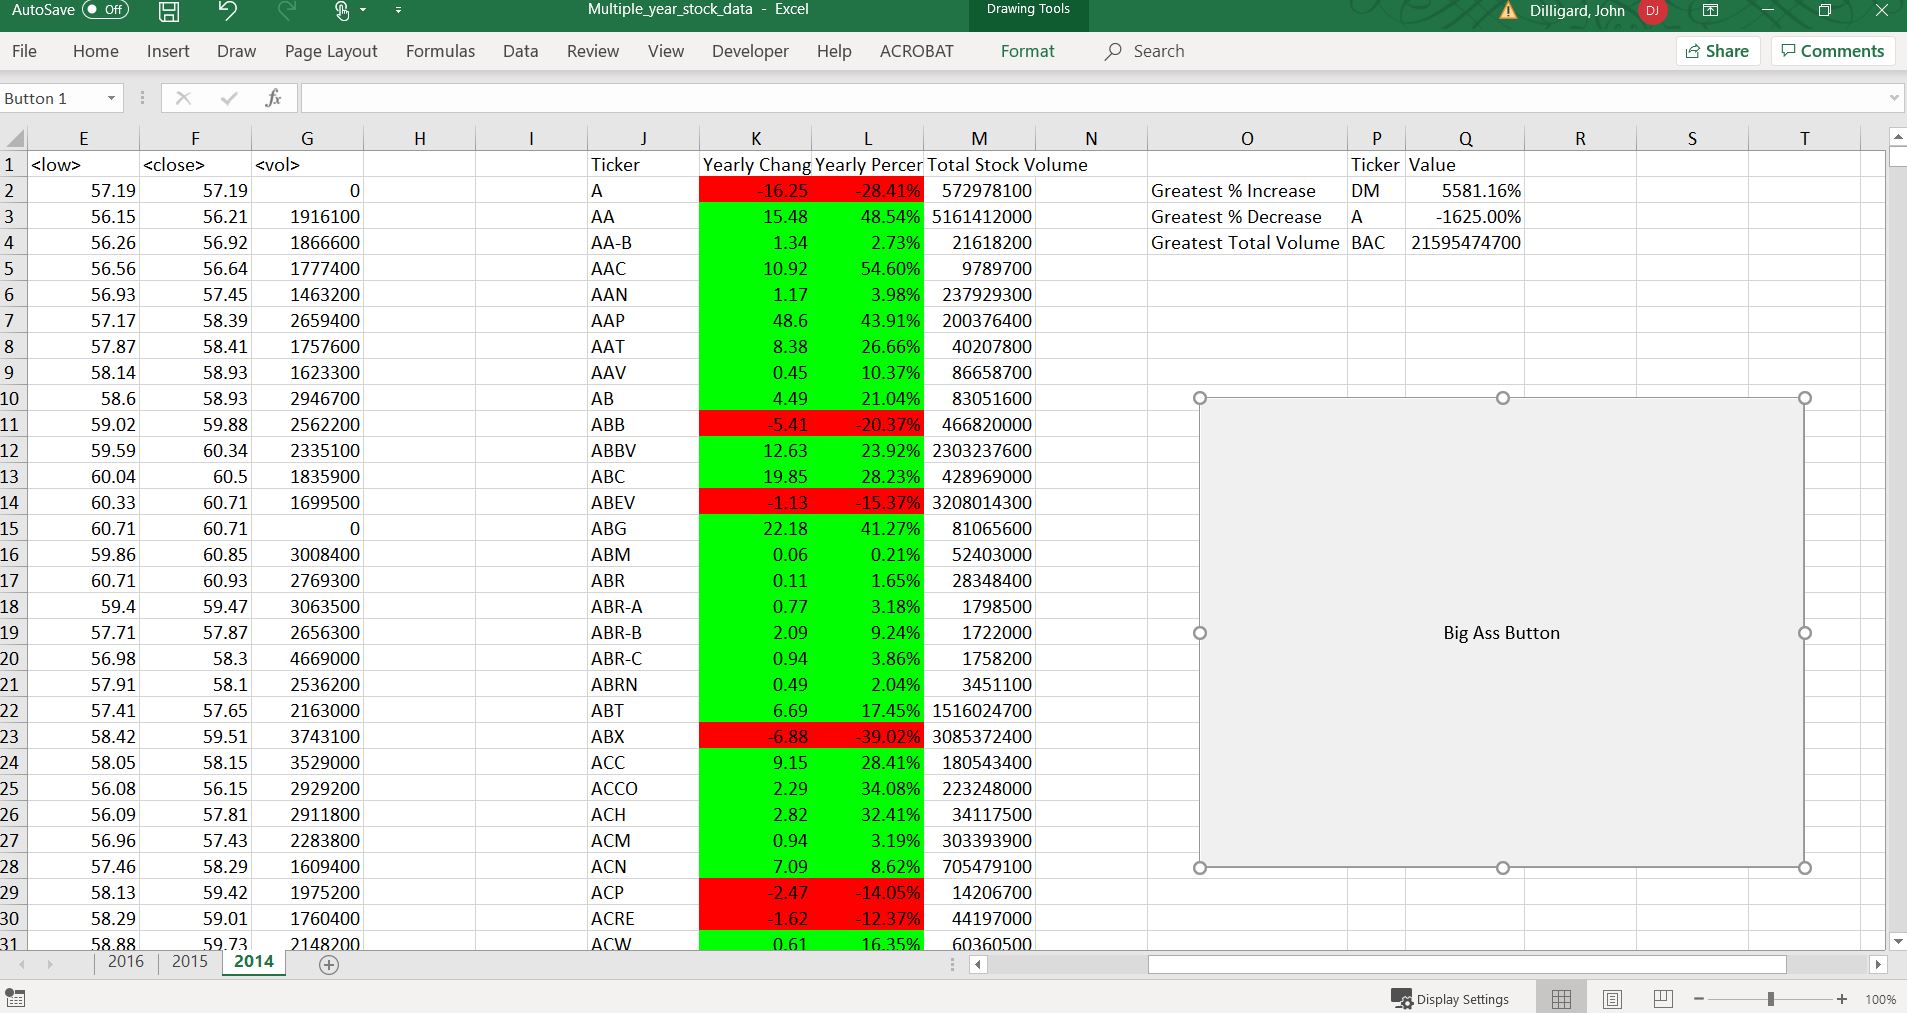 AutoSave Off Multiple_year_stock_data - Excel Drawing Tools Dilligard, John DJ
File Home Insert Draw Page Layout Formulas Data Review View Developer Help ACROBAT Format Search Share Comments
Button 1 fx
E F G H I J K L M N O P Q R S T
1 <low> <close> <vol> Ticker Yearly Chang Yearly Percer Total Stock Volume Ticker Value
2 57.19 57.19 0 A -16.25 -28.41% 572978100 Greatest % Increase DM 5581.16%
3 56.15 56.21 1916100 AA 15.48 48.54% 5161412000 Greatest % Decrease A -1625.00%
4 56.26 56.92 1866600 AA-B 1.34 2.73% 21618200 Greatest Total Volume BAC 21595474700
5 56.56 56.64 1777400 AAC 10.92 54.60% 9789700
6 56.93 57.45 1463200 AAN 1.17 3.98% 237929300
7 57.17 58.39 2659400 AAP 48.6 43.91% 200376400
8 57.87 58.41 1757600 AAT 8.38 26.66% 40207800
9 58.14 58.93 1623300 AAV 0.45 10.37% 86658700
10 58.6 58.93 2946700 AB 4.49 21.04% 83051600
11 59.02 59.88 2562200 ABB -5.41 -20.37% 466820000
12 59.59 60.34 2335100 ABBV 12.63 23.92% 2303237600
13 60.04 60.5 1835900 ABC 19.85 28.23% 428969000
14 60.33 60.71 1699500 ABEV -1.13 -15.37% 3208014300
15 60.71 60.71 0 ABG 22.18 41.27% 81065600
16 59.86 60.85 3008400 ABM 0.06 0.21% 52403000
17 60.71 60.93 2769300 ABR 0.11 1.65% 28348400
18 59.4 59.47 3063500 ABR-A 0.77 3.18% 1798500
19 57.71 57.87 2656300 ABR-B 2.09 9.24% 1722000 Big Ass Button
20 56.98 58.3 4669000 ABR-C 0.94 3.86% 1758200
21 57.91 58.1 2536200 ABRN 0.49 2.04% 3451100
22 57.41 57.65 2163000 ABT 6.69 17.45% 1516024700
23 58.42 59.51 3743100 ABX -6.88 -39.02% 3085372400
24 58.05 58.15 3529000 ACC 9.15 28.41% 180543400
25 56.08 56.15 2929200 ACCO 2.29 34.08% 223248000
26 56.09 57.81 2911800 ACH 2.82 32.41% 34117500
27 56.96 57.43 2283800 ACM 0.94 3.19% 303393900
28 57.46 58.29 1609400 ACN 7.09 8.62% 705479100
29 58.13 59.42 1975200 ACP -2.47 -14.05% 14206700
30 58.29 59.01 1760400 ACRE -1.62 -12.37% 44197000
31 58.88 59.73 2148200 ACW 0.61 16.35% 60360500
2016 2015 2014
Display Settings 100%